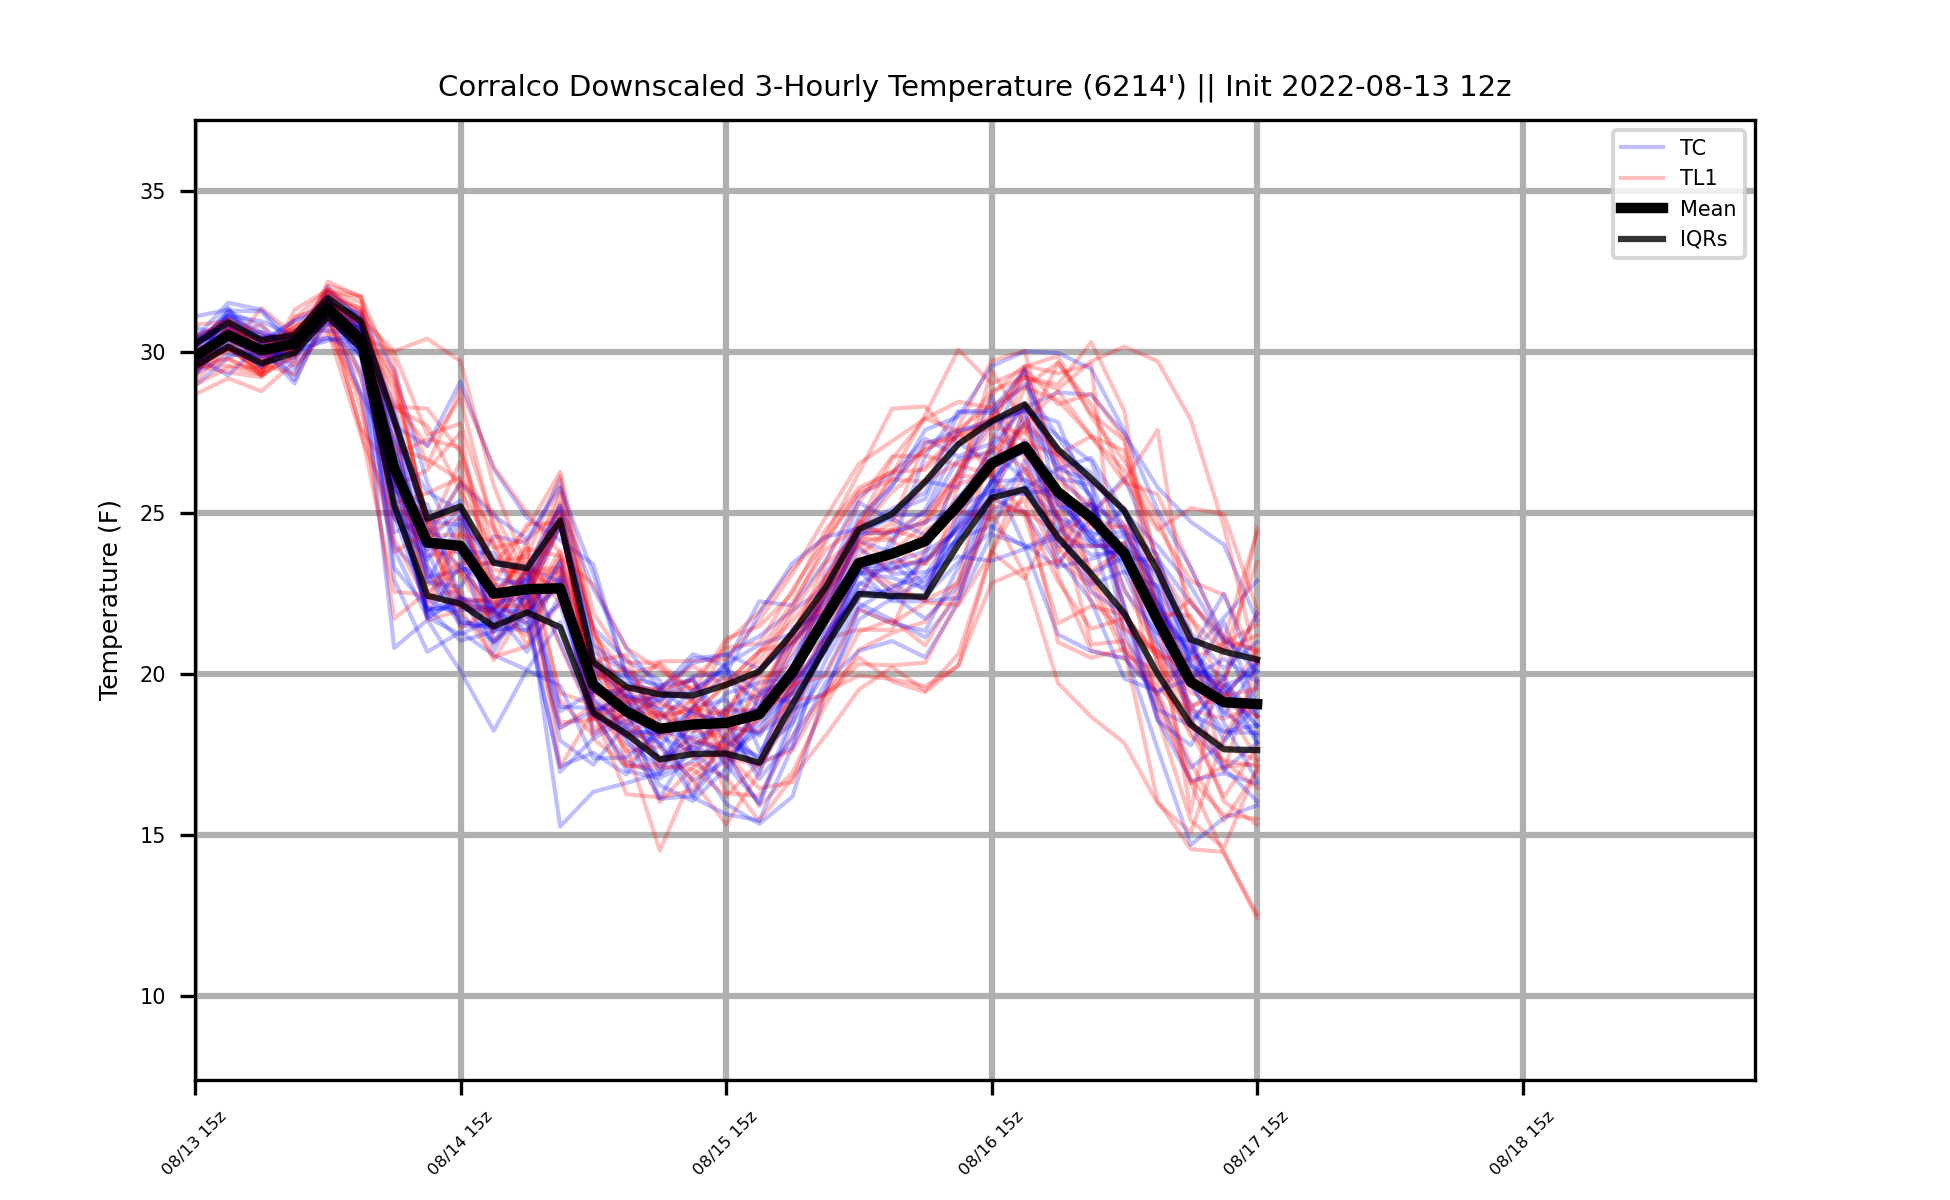 Corralco Downscaled 3-Hourly Temperature (6214') || Init 2022-08-13 12z
TC
TL1
Mean
IQRs
Temperature (F)
35
30
25
20
15
10
08/13 15z
08/14 15z
08/15 15z
08/16 15z
08/17 15z
08/18 15z